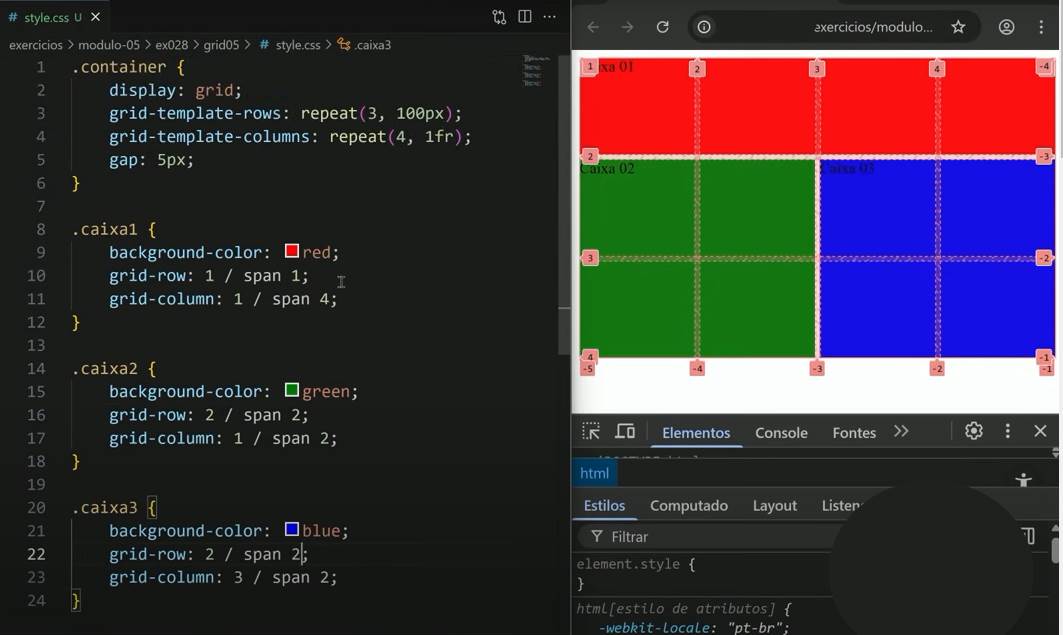 # style.css U ×
exercicios > modulo-05 > ex028 > grid05 > # style.css > .caixa3
1 .container {
2 display: grid;
3 grid-template-rows: repeat(3, 100px);
4 grid-template-columns: repeat(4, 1fr);
5 gap: 5px;
6 }
7
8 .caixa1 {
9 background-color: red;
10 grid-row: 1 / span 1;
11 grid-column: 1 / span 4;
12 }
13
14 .caixa2 {
15 background-color: green;
16 grid-row: 2 / span 2;
17 grid-column: 1 / span 2;
18 }
19
20 .caixa3 {
21 background-color: blue;
22 grid-row: 2 / span 2;
23 grid-column: 3 / span 2;
24 }
exercicios/modulo...
1 2 3 4 -4
01
2 -3
Caixa 02 Caixa 03
3 -2
4 -1
-5 -4 -3 -2 -1
Elementos Console Fontes
html
Estilos Computado Layout
Filtrar
element.style {
}
html[estilo de atributos] {
-webkit-locale: "pt-br";